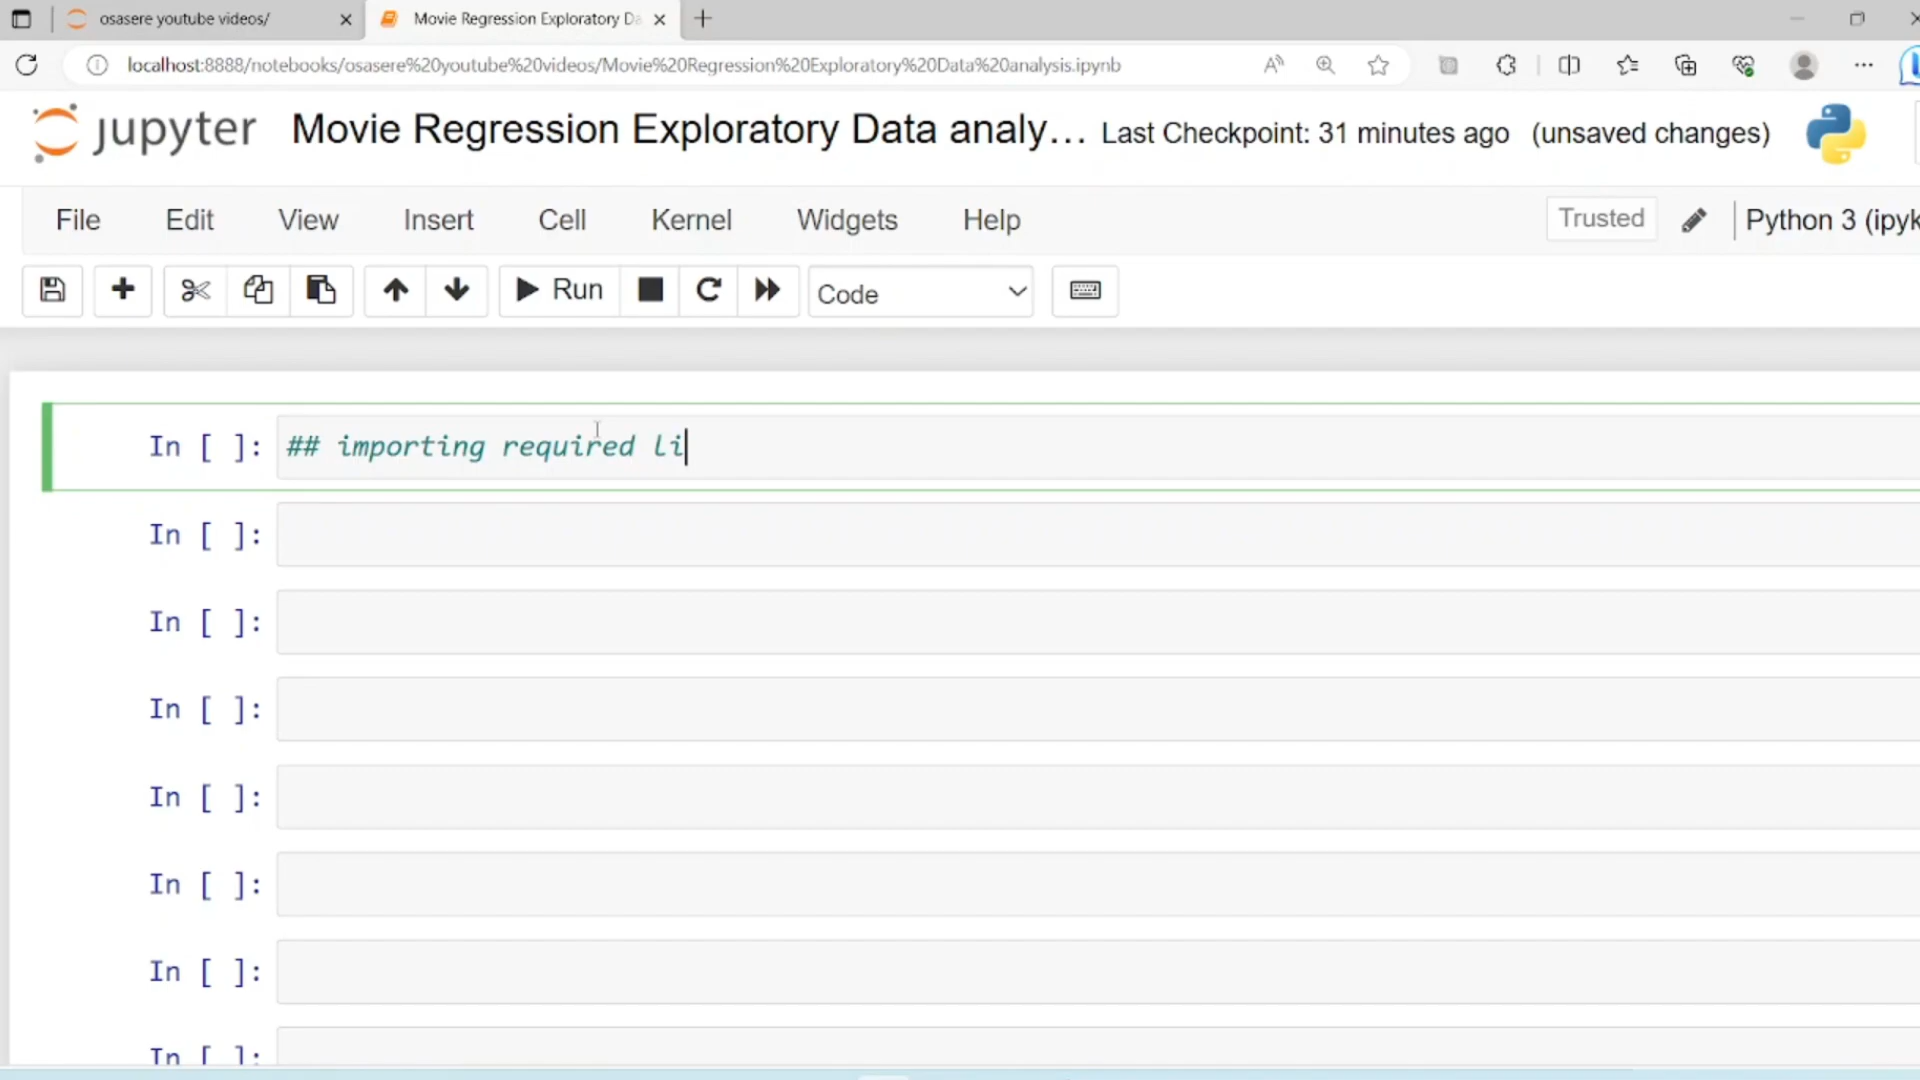 osasere youtube videos/
Movie Regression Exploratory Da
localhost:8888/notebooks/osasere%20youtube%20videos/Movie%20Regression%20Exploratory%20Data%20analysis.ipynb
jupyter Movie Regression Exploratory Data analy... Last Checkpoint: 31 minutes ago (unsaved changes)
File Edit View Insert Cell Kernel Widgets Help Trusted Python 3 (ipyk
Run Code
In [ ]: ## importing required li
In [ ]:
In [ ]:
In [ ]:
In [ ]:
In [ ]:
In [ ]:
In [ ]: